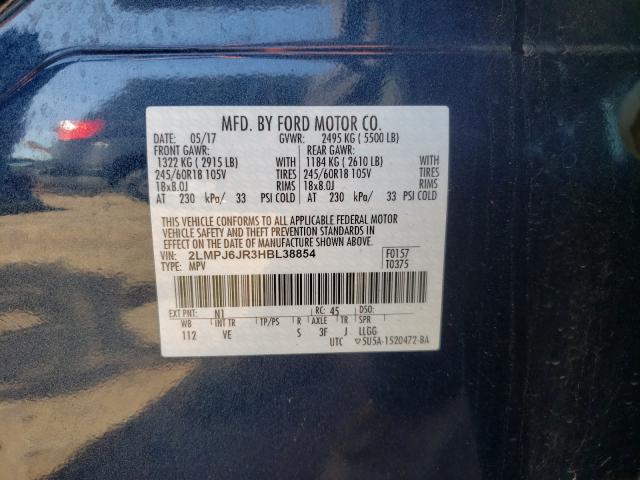 MFD. BY FORD MOTOR CO.
DATE: 05/17 GVWR: 2495 KG ( 5500 LB)
FRONT GAWR: REAR GAWR:
1322 KG ( 2915 LB) WITH 1184 KG ( 2610 LB) WITH
245/60R18 105V TIRES 245/60R18 105V TIRES
18x8.0J RIMS 18x8.0J RIMS
AT 230 kPa/ 33 PSI COLD AT 230 kPa/ 33 PSI COLD
THIS VEHICLE CONFORMS TO ALL APPLICABLE FEDERAL MOTOR
VEHICLE SAFETY AND THEFT PREVENTION STANDARDS IN
EFFECT ON THE DATE OF MANUFACTURE SHOWN ABOVE.
VIN: 2LMPJ6JR3HBL38854 F0157
TYPE: MPV T0375
EXT PNT: N1 RC: 45 DSO:
WB INT TR TP/PS R AXLE TR SPR
112 VE S 3F J LLGG
UTC ▽5U5A-1520472-BA